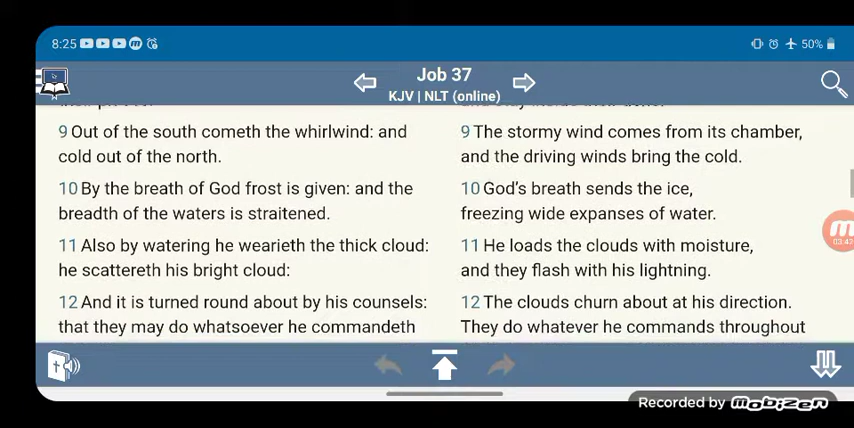 8:25
50%
Job 37
KJV | NLT (online)
9 Out of the south cometh the whirlwind: and
cold out of the north.
10 By the breath of God frost is given: and the
breadth of the waters is straitened.
11 Also by watering he wearieth the thick cloud:
he scattereth his bright cloud:
12 And it is turned round about by his counsels:
that they may do whatsoever he commandeth
9 The stormy wind comes from its chamber,
and the driving winds bring the cold.
10 God’s breath sends the ice,
freezing wide expanses of water.
11 He loads the clouds with moisture,
and they flash with his lightning.
12 The clouds churn about at his direction.
They do whatever he commands throughout
Recorded by mobizen